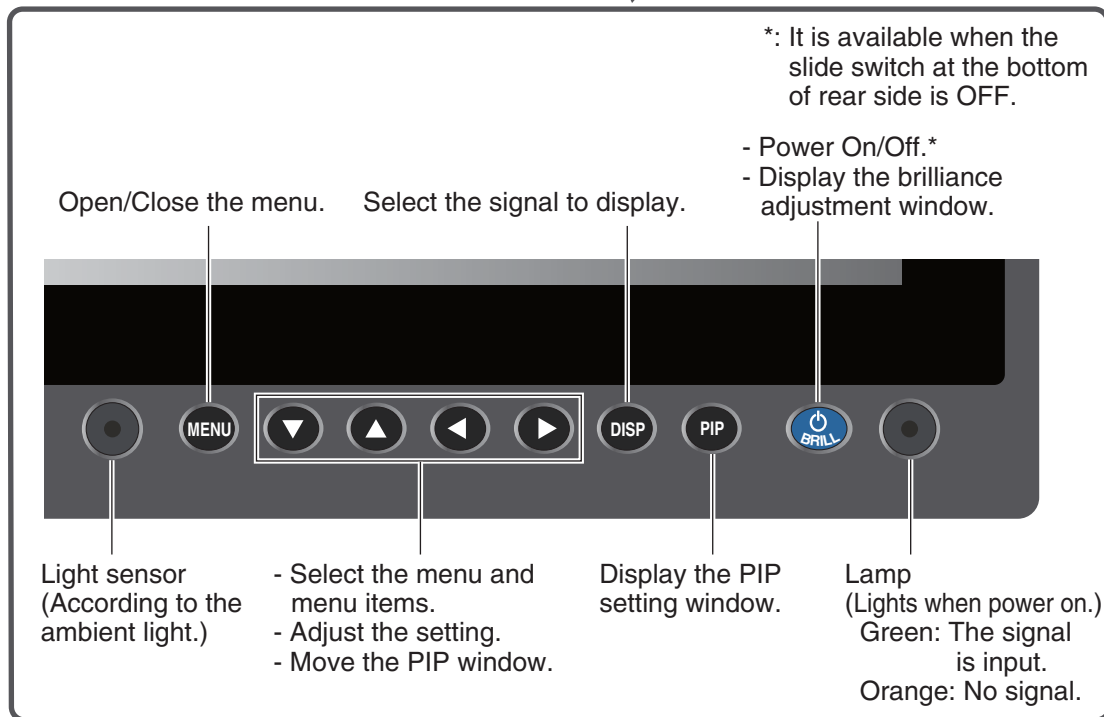 *: It is available when the
slide switch at the bottom
of rear side is OFF.
- Power On/Off.*
- Display the brilliance
adjustment window.
Open/Close the menu.
Select the signal to display.
MENU
DISP
PIP
BRILL
Light sensor
(According to the
ambient light.)
- Select the menu and
menu items.
- Adjust the setting.
- Move the PIP window.
Display the PIP
setting window.
Lamp
(Lights when power on.)
Green: The signal
is input.
Orange: No signal.